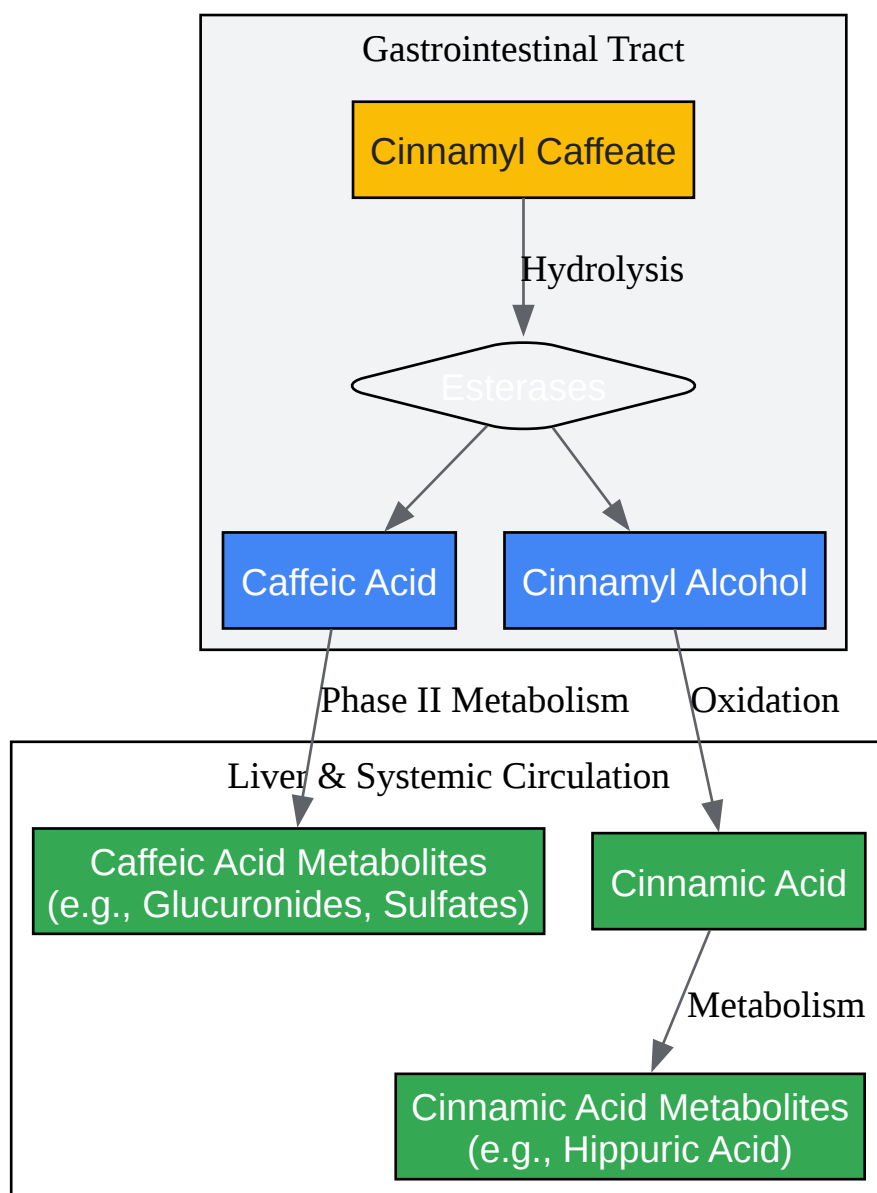 Gastrointestinal Tract
Cinnamyl Caffeate
Hydrolysis
Esterases
Caffeic Acid
Cinnamyl Alcohol
Phase II Metabolism
Oxidation
Liver & Systemic Circulation
Caffeic Acid Metabolites
(e.g., Glucuronides, Sulfates)
Cinnamic Acid
Metabolism
Cinnamic Acid Metabolites
(e.g., Hippuric Acid)